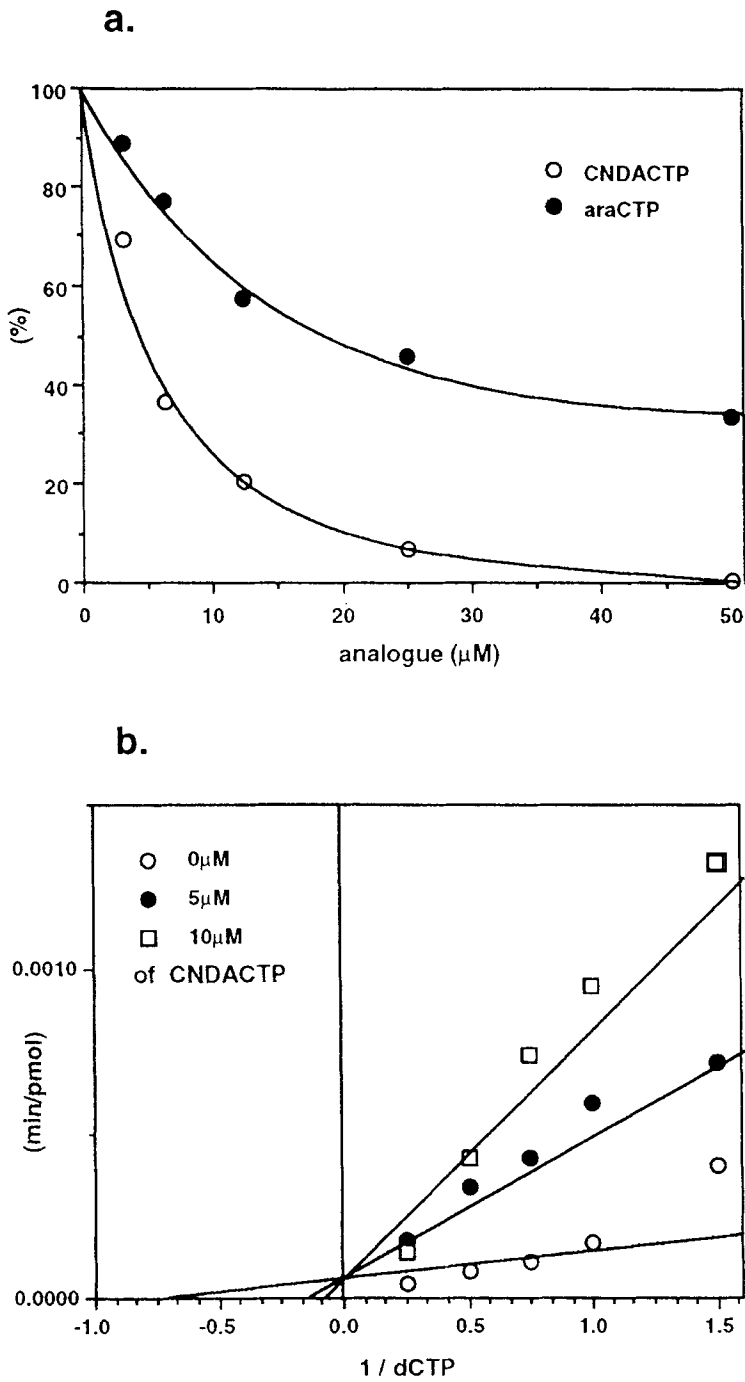 a.
100
80
60
40
20
0
(%)
CNDACTP
araCTP
0 10 20 30 40 50
analogue (μM)
b.
0μM
5μM
10μM
of CNDACTP
0.0010
0.0000
(min/pmol)
-1.0 -0.5 0.0 0.5 1.0 1.5
1 / dCTP